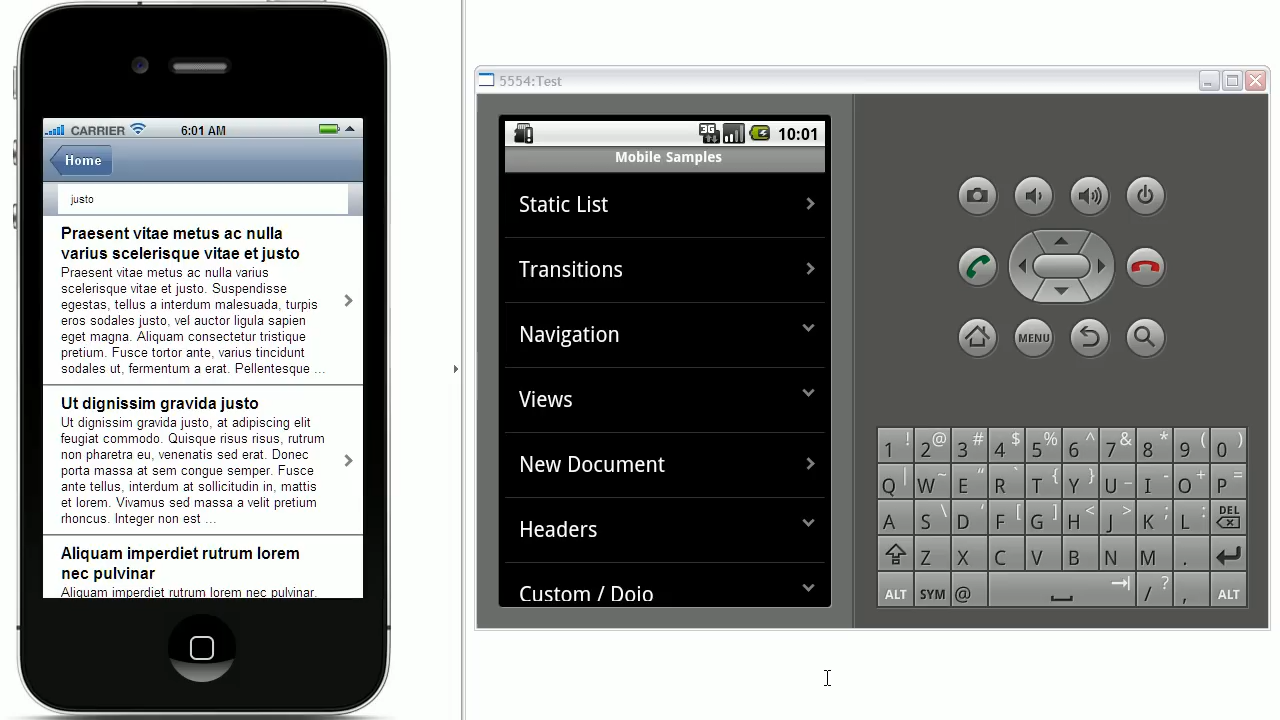 CARRIER
6:01 AM
Home
justo
Praesent vitae metus ac nulla
varius scelerisque vitae et justo
Praesent vitae metus ac nulla varius
scelerisque vitae et justo. Suspendisse
egestas, tellus a interdum malesuada, turpis
eros sodales justo, vel auctor ligula sapien
eget magna. Aliquam consectetur tristique
pretium. Fusce tortor ante, varius tincidunt
sodales ut, fermentum a erat. Pellentesque ...
Ut dignissim gravida justo
Ut dignissim gravida justo, at adipiscing elit
feugiat commodo. Quisque risus risus, rutrum
non pharetra eu, venenatis sed erat. Donec
porta massa at sem congue semper. Fusce
ante tellus, interdum at sollicitudin in, mattis
et lorem. Vivamus sed massa a velit pretium
rhoncus. Integer non est ...
Aliquam imperdiet rutrum lorem
nec pulvinar
Aliquam imperdiet rutrum lorem nec pulvinar.
5554:Test
3G
10:01
Mobile Samples
Static List
Transitions
Navigation
Views
New Document
Headers
Custom / Dojo
MENU
1 ! 2 @ 3 # 4 $ 5 % 6 ^ 7 & 8 * 9 ( 0 )
Q | W ~ E " R ` T { Y } U _ I - O + P =
A S \ D ' F [ G ] H < J > K ; L : DEL
Z X C V B N M .
ALT SYM @ / ? , ALT